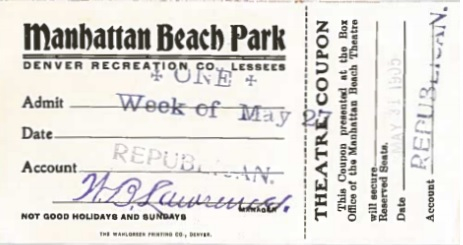 Manhattan Beach Park
DENVER RECREATION CO. LESSEES
+ ONE +
Admit Week of May 27
Date
Account REPUBLICAN.
W. B. Lawrence.
MANAGER
NOT GOOD HOLIDAYS AND SUNDAYS
THE WAHLGREEN PRINTING CO., DENVER.
THEATRE COUPON
This Coupon presented at the Box
Office of the Manhattan Beach Theatre
will secure
Reserved Seats.
Date MAY 31 1905
Account REPUBLICAN.